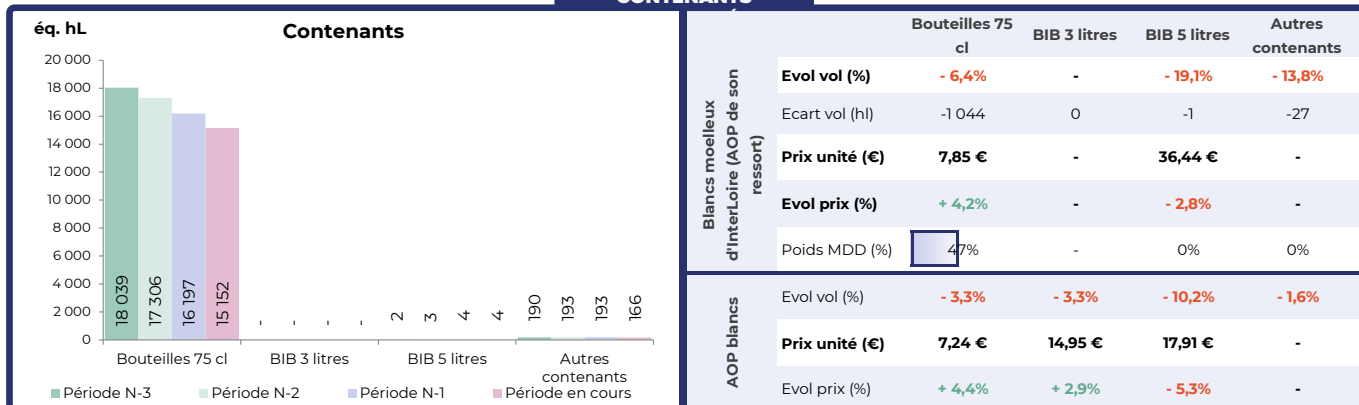 CONTENANTS
éq. hL
Contenants
20 000
18 000
16 000
14 000
12 000
10 000
8 000
6 000
4 000
2 000
0
18 039
17 306
16 197
15 152
-
-
-
2
3
4
4
190
193
193
166
Bouteilles 75 cl
BIB 3 litres
BIB 5 litres
Autres
contenants
Période N-3
Période N-2
Période N-1
Période en cours
Bouteilles 75
cl
BIB 3 litres
BIB 5 litres
Autres
contenants
Blancs moelleux
d'InterLoire (AOP de son
ressort)
Evol vol (%) - 6,4% - - 19,1% - 13,8%
Ecart vol (hl) -1 044 0 -1 -27
Prix unité (€) 7,85 € - 36,44 € -
Evol prix (%) + 4,2% - - 2,8% -
Poids MDD (%) 47% - 0% 0%
AOP blancs
Evol vol (%) - 3,3% - 3,3% - 10,2% - 1,6%
Prix unité (€) 7,24 € 14,95 € 17,91 € -
Evol prix (%) + 4,4% + 2,9% - 5,3% -